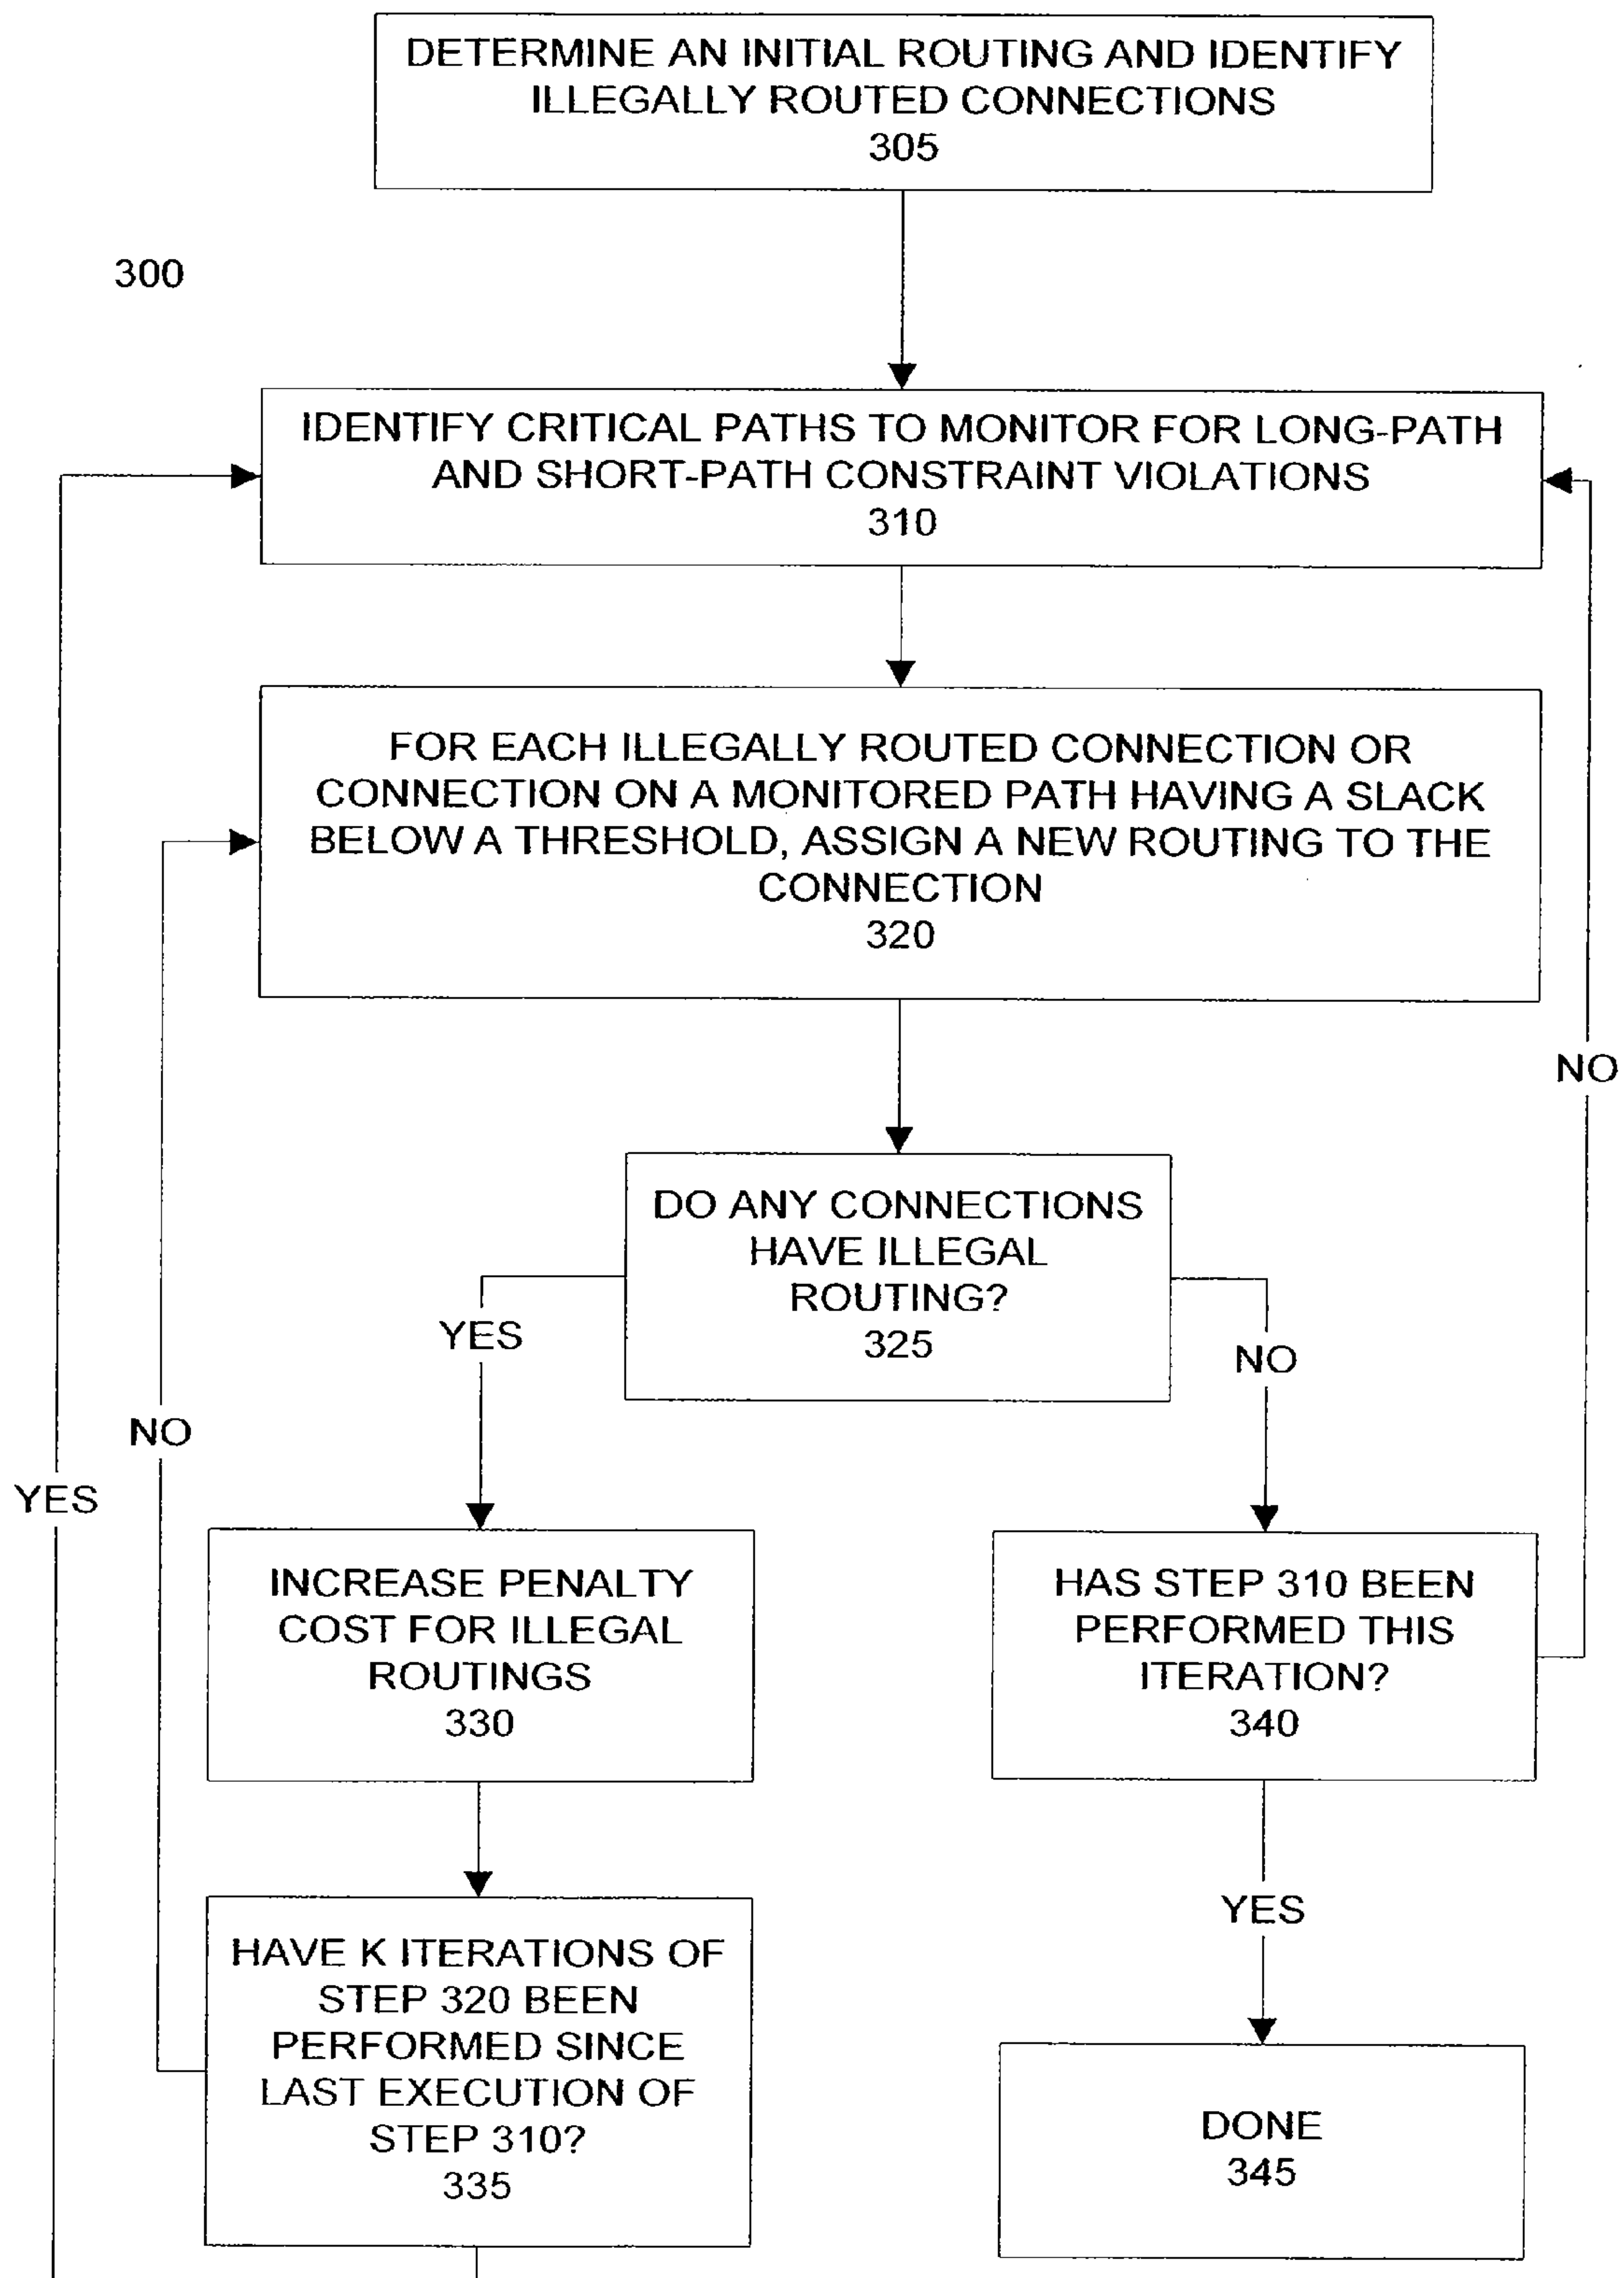 DETERMINE AN INITIAL ROUTING AND IDENTIFY
ILLEGALLY ROUTED CONNECTIONS
305
300
IDENTIFY CRITICAL PATHS TO MONITOR FOR LONG-PATH
AND SHORT-PATH CONSTRAINT VIOLATIONS
310
FOR EACH ILLEGALLY ROUTED CONNECTION OR
CONNECTION ON A MONITORED PATH HAVING A SLACK
BELOW A THRESHOLD, ASSIGN A NEW ROUTING TO THE
CONNECTION
320
NO
DO ANY CONNECTIONS
HAVE ILLEGAL
ROUTING?
325
YES
NO
NO
YES
INCREASE PENALTY
COST FOR ILLEGAL
ROUTINGS
330
HAS STEP 310 BEEN
PERFORMED THIS
ITERATION?
340
YES
HAVE K ITERATIONS OF
STEP 320 BEEN
PERFORMED SINCE
LAST EXECUTION OF
STEP 310?
335
DONE
345